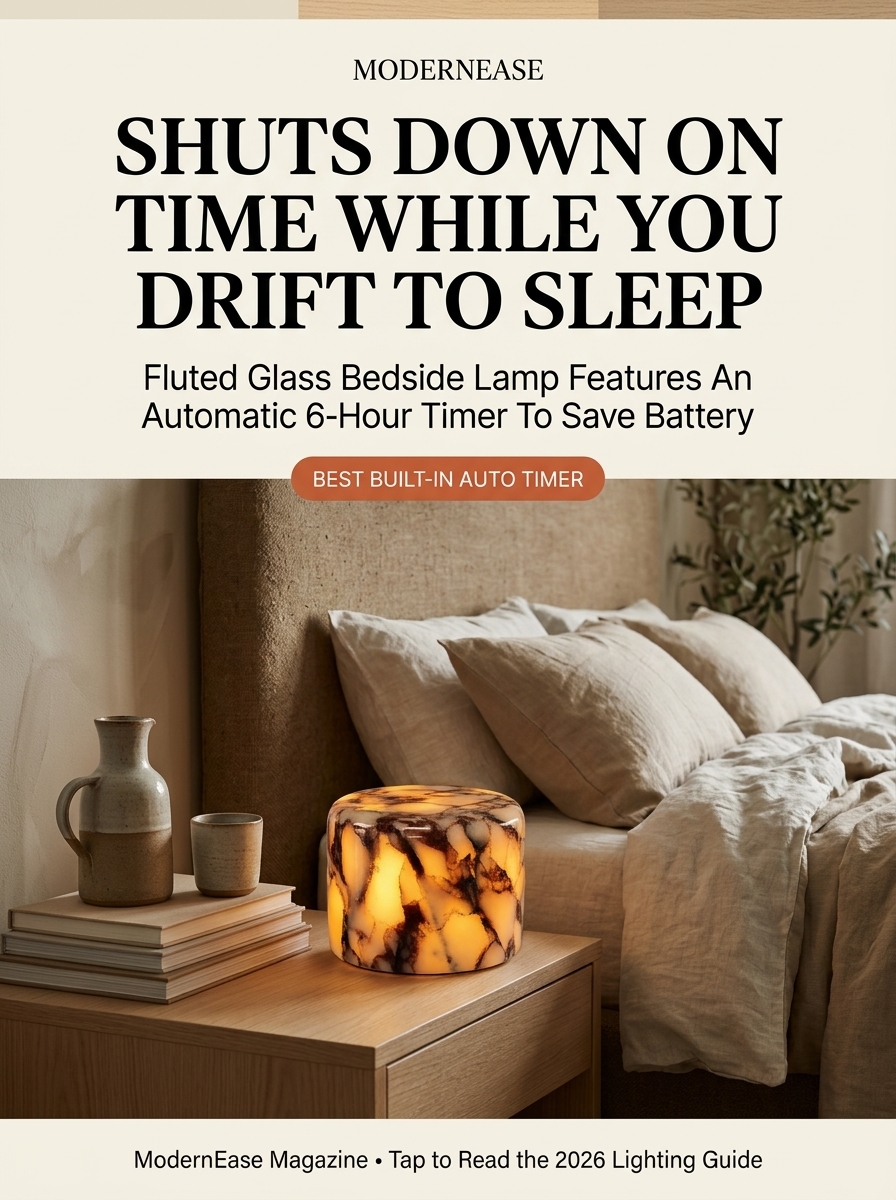 MODERNEASE
SHUTS DOWN ON
TIME WHILE YOU
DRIFT TO SLEEP
Fluted Glass Bedside Lamp Features An
Automatic 6-Hour Timer To Save Battery
BEST BUILT-IN AUTO TIMER
ModernEase Magazine • Tap to Read the 2026 Lighting Guide